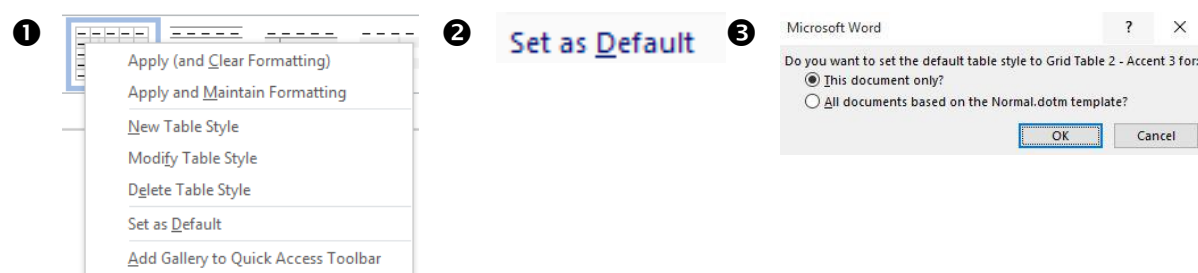 ❶
Apply (and Clear Formatting)
Apply and Maintain Formatting
New Table Style
Modify Table Style
Delete Table Style
Set as Default
Add Gallery to Quick Access Toolbar
❷
Set as Default
❸
Microsoft Word ? ×
Do you want to set the default table style to Grid Table 2 - Accent 3 for:
This document only?
All documents based on the Normal.dotm template?
OK Cancel